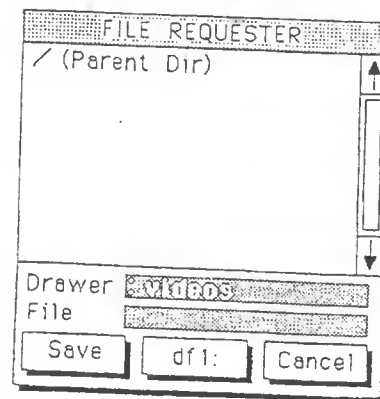 FILE REQUESTER
/ (Parent Dir)
Drawer :videos
File
Save df1: Cancel